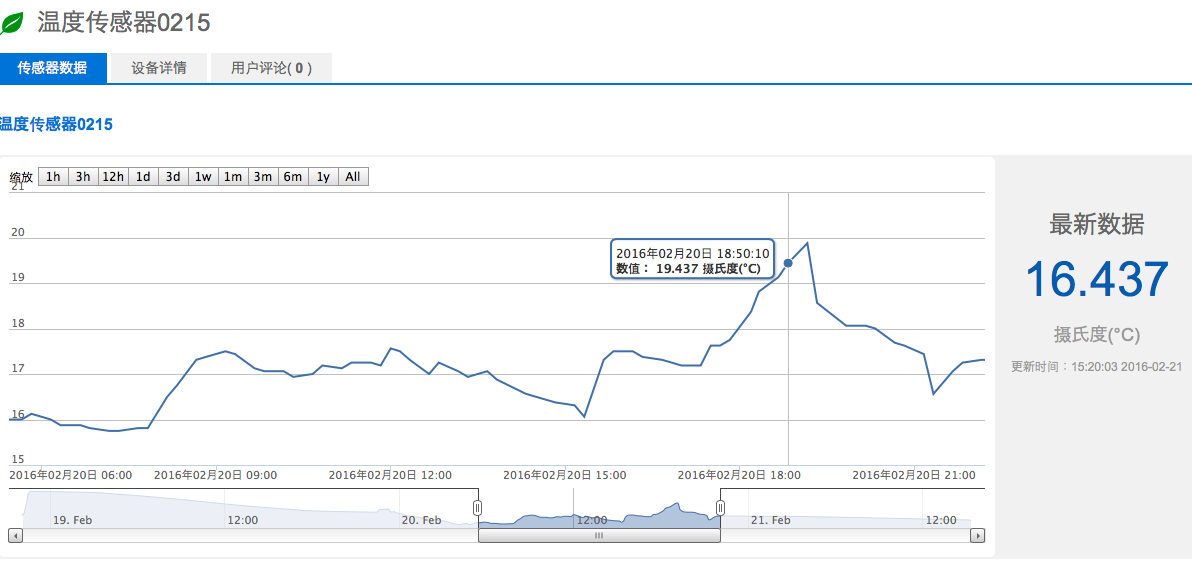 温度传感器0215
传感器数据 设备详情 用户评论( 0 )
温度传感器0215
缩放 1h 3h 12h 1d 3d 1w 1m 3m 6m 1y All
21
20
19
18
17
16
15
2016年02月20日 18:50:10
数值： 19.437 摄氏度(°C)
2016年02月20日 06:00 2016年02月20日 09:00 2016年02月20日 12:00 2016年02月20日 15:00 2016年02月20日 18:00 2016年02月20日 21:00
19. Feb 12:00 20. Feb 12:00 21. Feb 12:00
最新数据
16.437
摄氏度(°C)
更新时间：15:20:03 2016-02-21